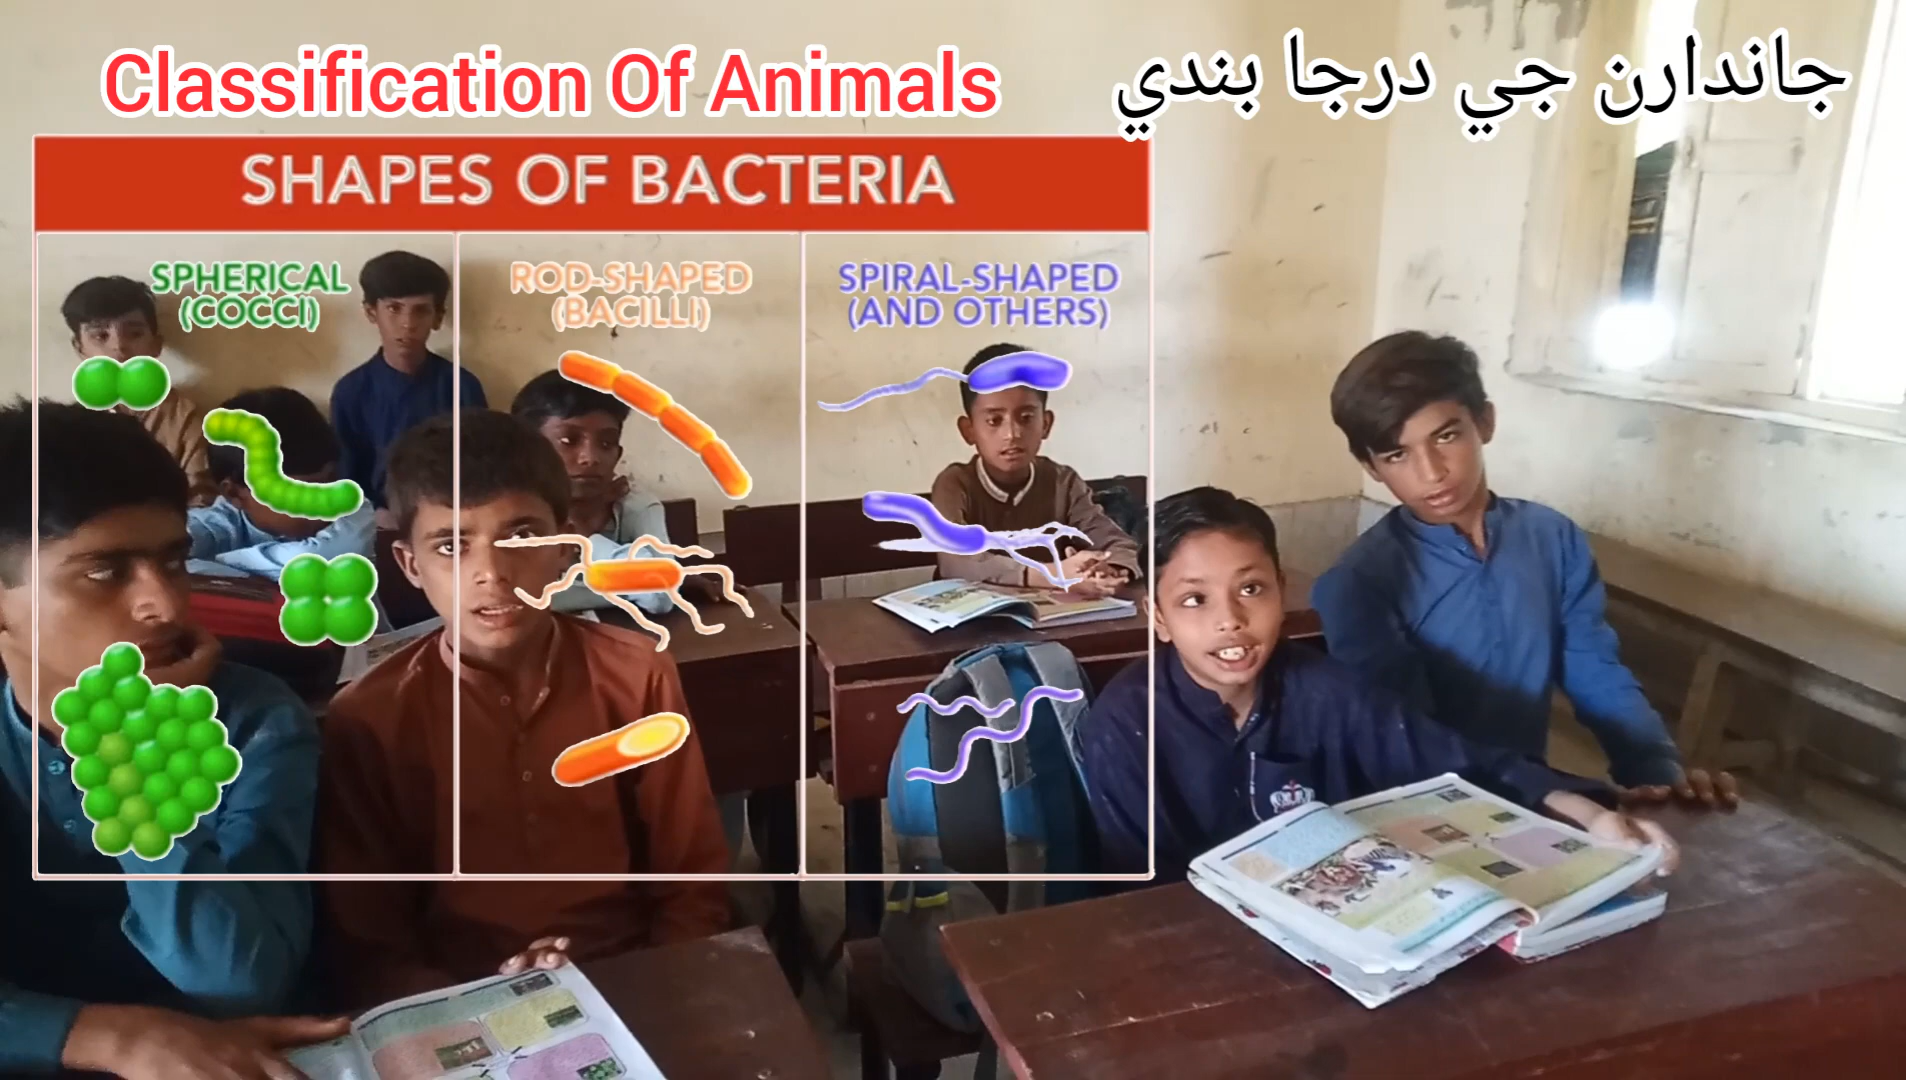 Classification Of Animals
جاندارن جي درجا بندي
SHAPES OF BACTERIA
SPHERICAL
(COCCI)
ROD-SHAPED
(BACILLI)
SPIRAL-SHAPED
(AND OTHERS)